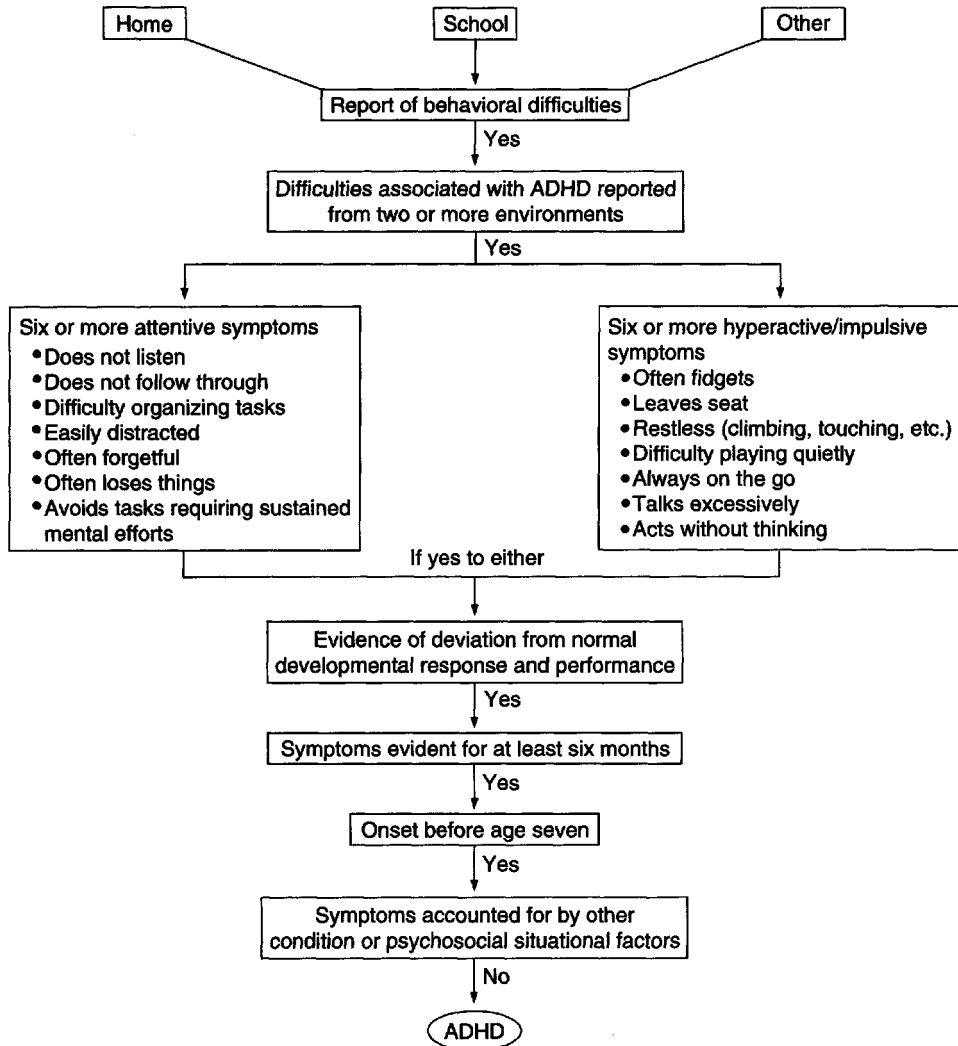 Home
School
Other
Report of behavioral difficulties
Yes
Difficulties associated with ADHD reported
from two or more environments
Yes
Six or more attentive symptoms
•Does not listen
•Does not follow through
•Difficulty organizing tasks
•Easily distracted
•Often forgetful
•Often loses things
•Avoids tasks requiring sustained
mental efforts
Six or more hyperactive/impulsive
symptoms
•Often fidgets
•Leaves seat
•Restless (climbing, touching, etc.)
•Difficulty playing quietly
•Always on the go
•Talks excessively
•Acts without thinking
If yes to either
Evidence of deviation from normal
developmental response and performance
Yes
Symptoms evident for at least six months
Yes
Onset before age seven
Yes
Symptoms accounted for by other
condition or psychosocial situational factors
No
ADHD